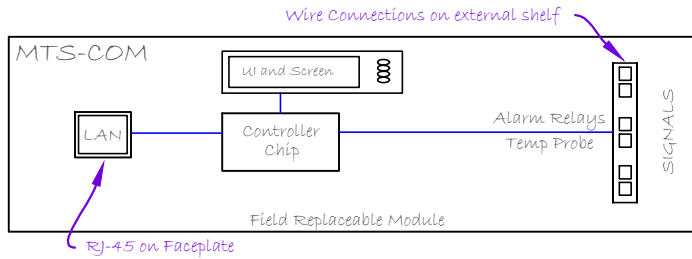 Wire Connections on external shelf
MTS-COM
UI and Screen
LAN
Controller
Chip
Alarm Relays
Temp Probe
SIGNALS
Field Replaceable Module
RJ-45 on Faceplate